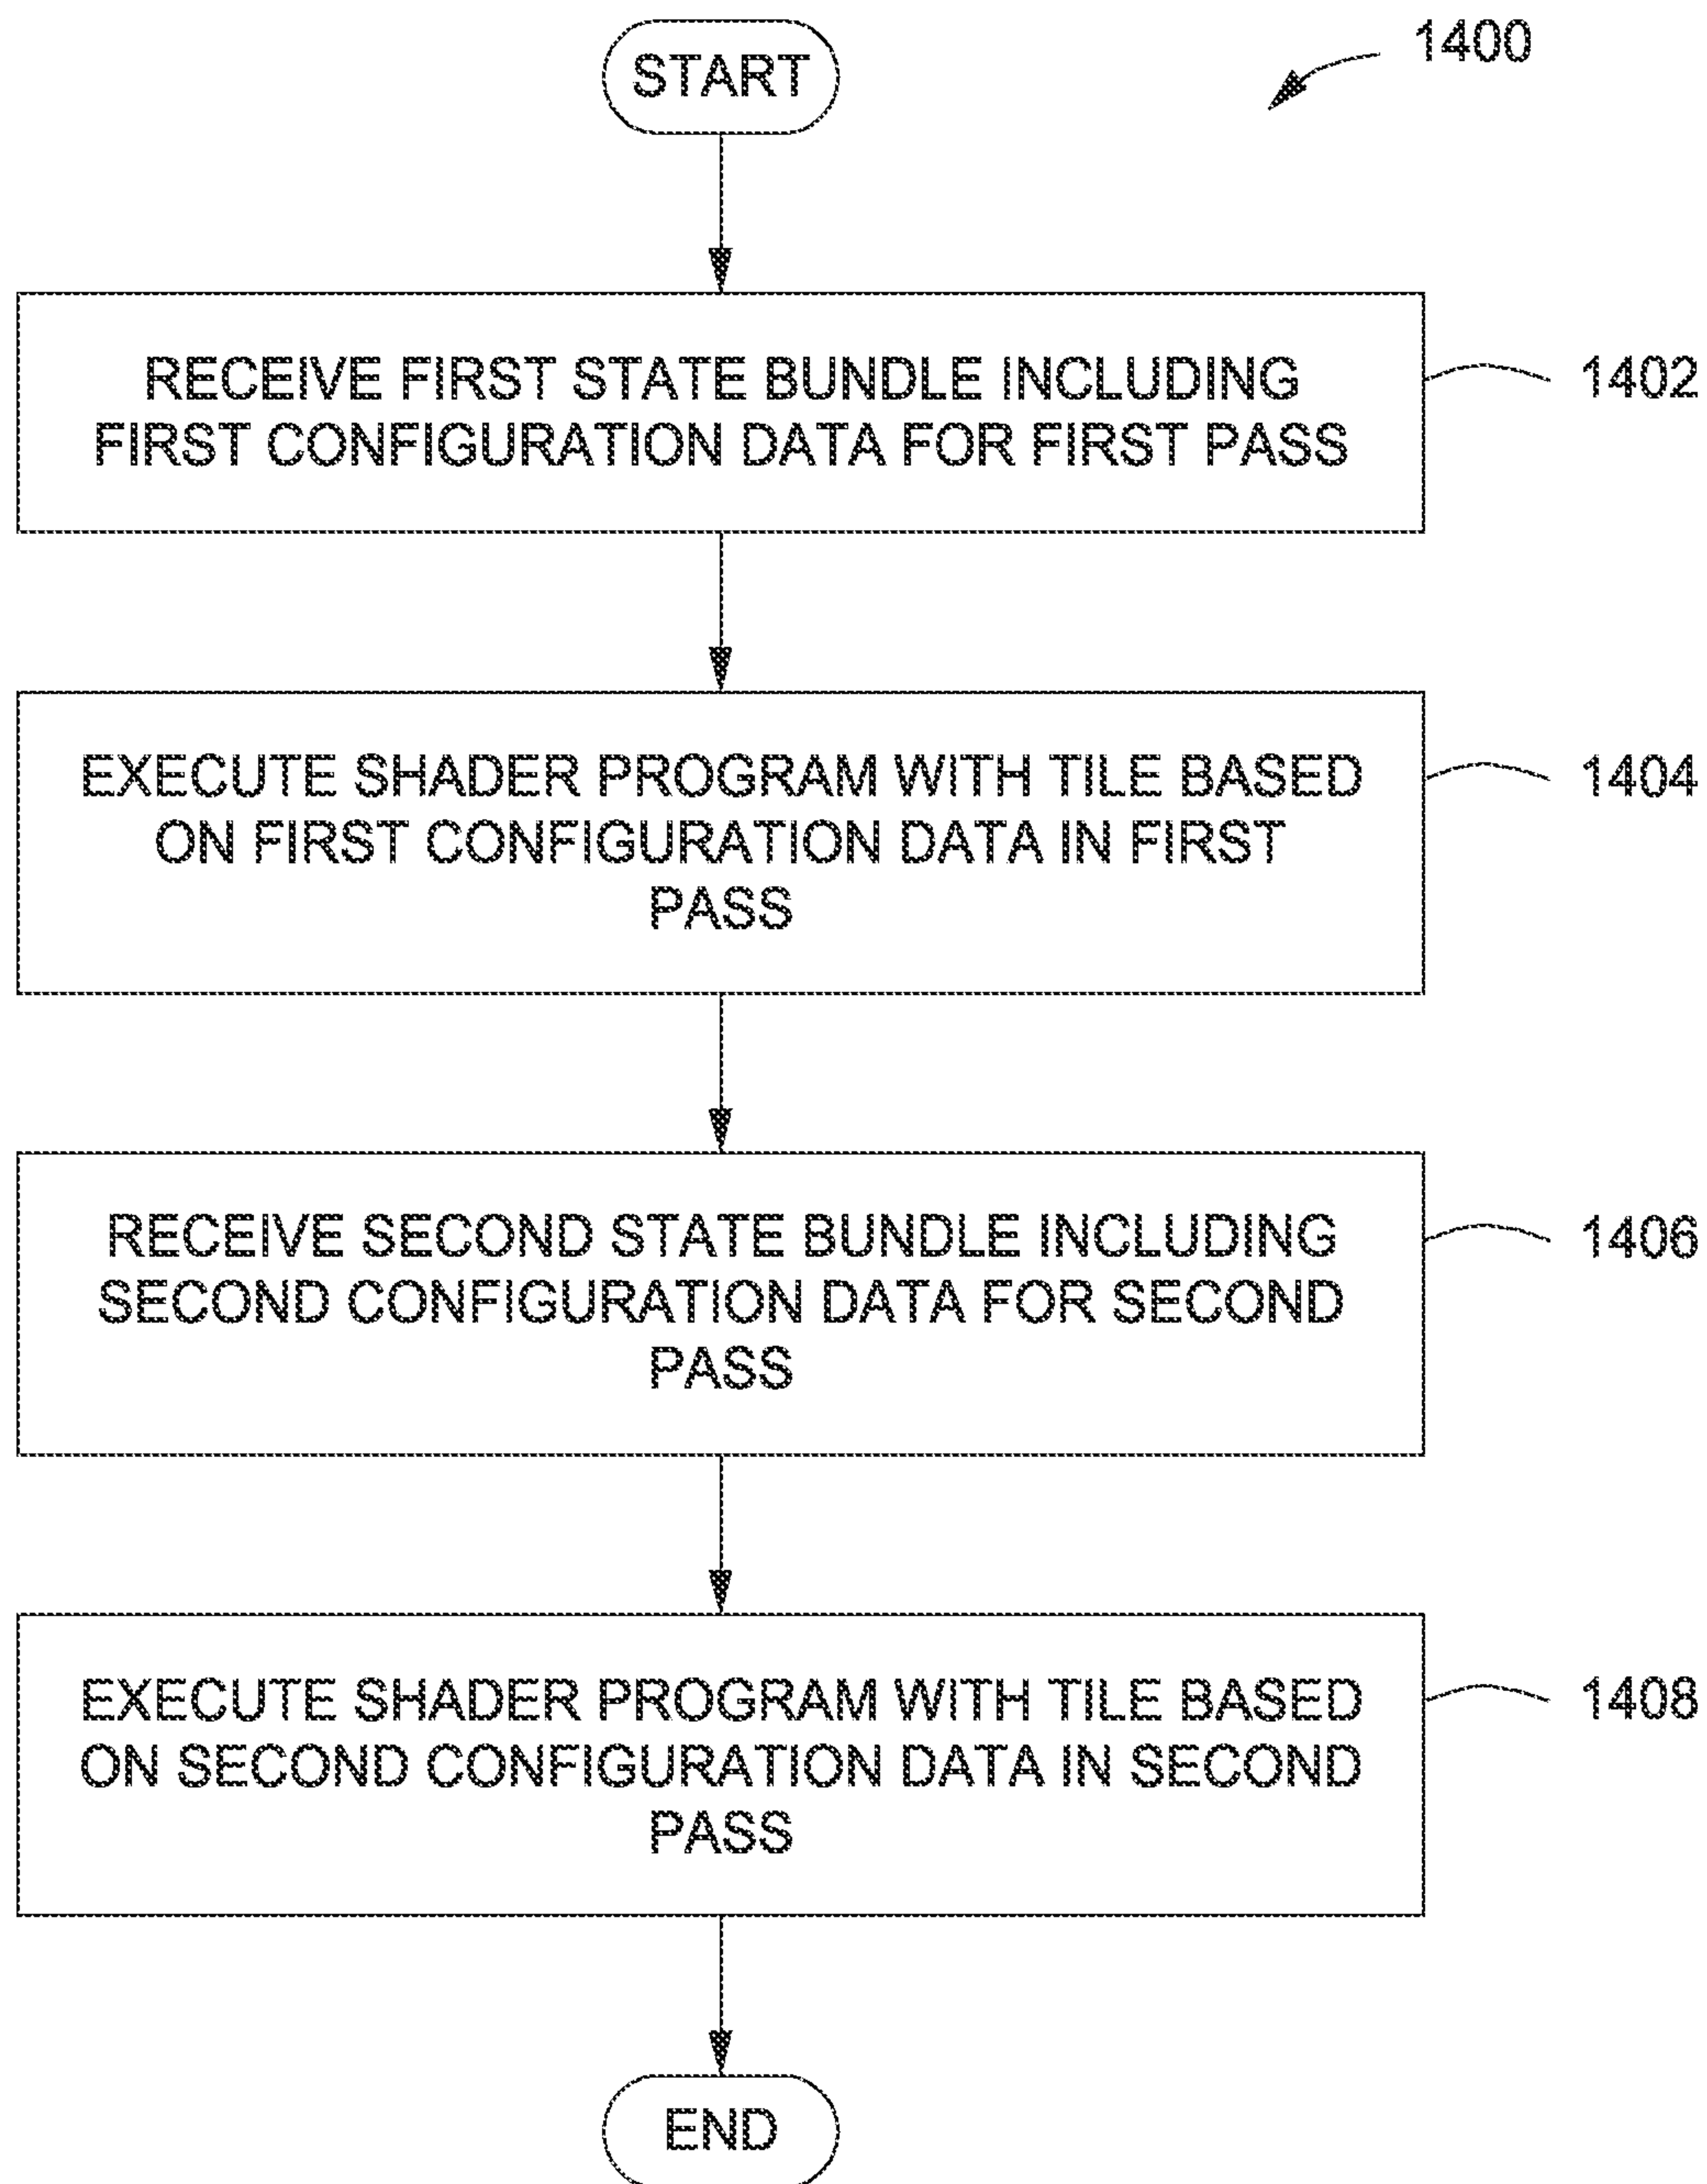 START
1400
RECEIVE FIRST STATE BUNDLE INCLUDING
FIRST CONFIGURATION DATA FOR FIRST PASS
1402
EXECUTE SHADER PROGRAM WITH TILE BASED
ON FIRST CONFIGURATION DATA IN FIRST
PASS
1404
RECEIVE SECOND STATE BUNDLE INCLUDING
SECOND CONFIGURATION DATA FOR SECOND
PASS
1406
EXECUTE SHADER PROGRAM WITH TILE BASED
ON SECOND CONFIGURATION DATA IN SECOND
PASS
1408
END